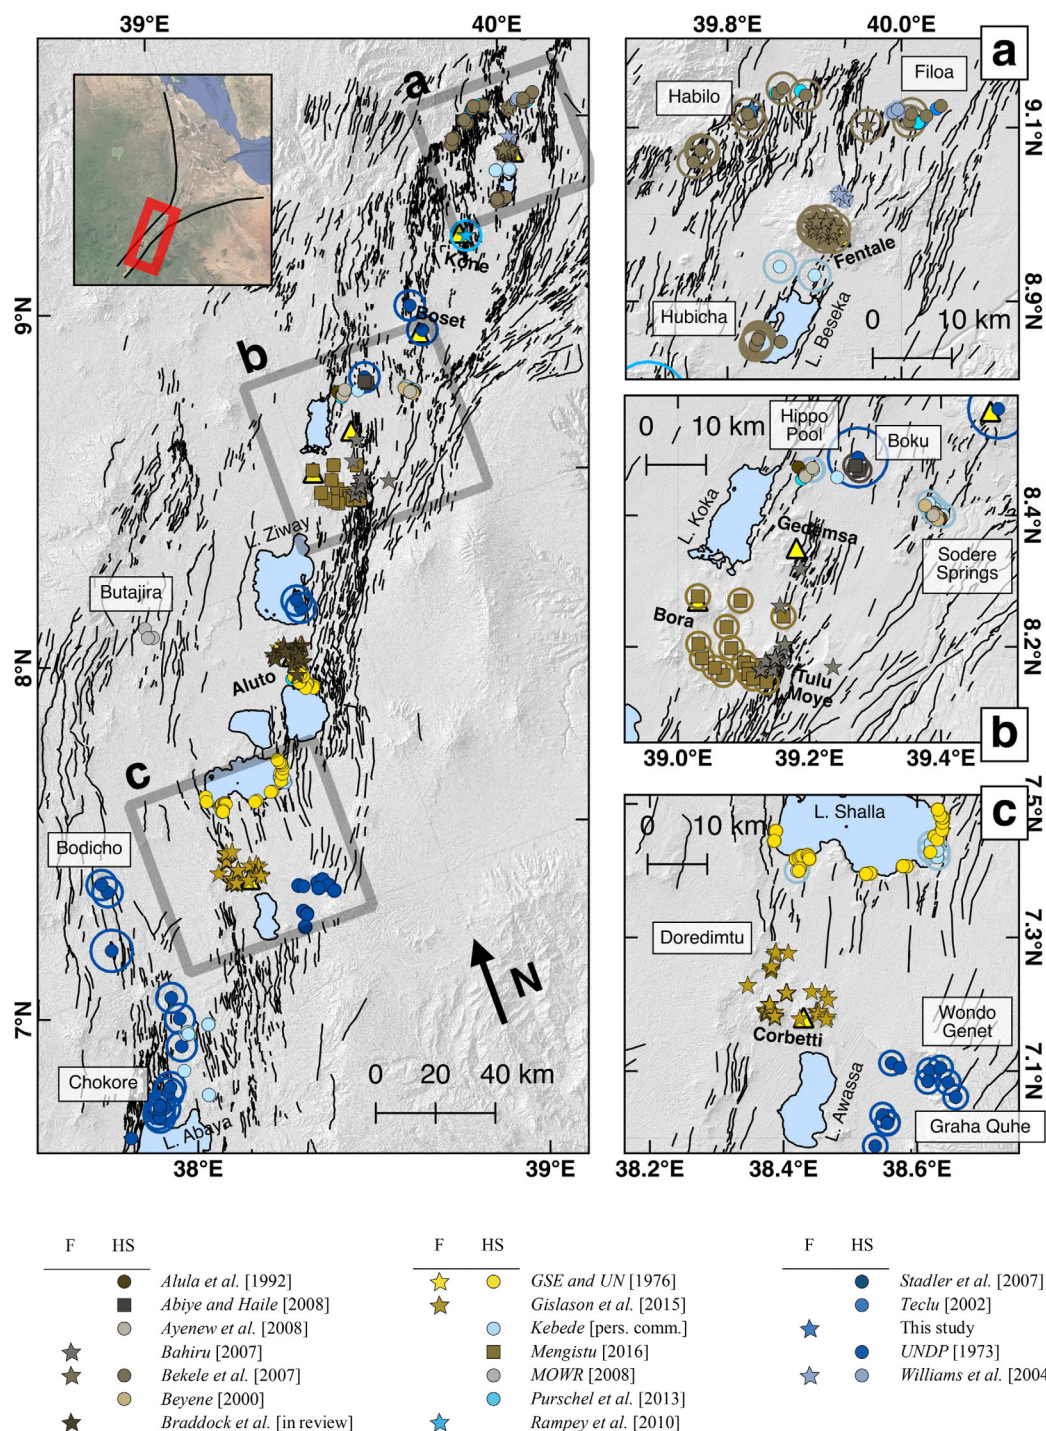 38°E
40°N
9°N
8°N
7°N
38°E
39°E
a
b
c
Kone
Boset
L. Ziway
Butajira
Aluto
Bodicho
Chokore
L. Abaya
N
0 20 40 km
39.8°E
40.0°E
a
Habilo
Filoa
9.1°N
Fentale
Hubicha
L. Beseka
8.9°N
0 10 km
0 10 km
Hippo
Pool
Boku
L. Koka
Gedemsa
8.4°N
Sodere
Springs
Bora
Tulu
Moye
8.2°N
b
39.0°E
39.2°E
39.4°E
7.5°N
c
0 10 km
L. Shalla
Doredimtu
7.3°N
Wondo
Genet
Corbetti
7.1°N
L. Awassa
Graha Quhe
38.2°E
38.4°E
38.6°E
F HS
Alula et al. [1992]
Abiye and Haile [2008]
Ayenew et al. [2008]
Bahiru [2007]
Bekele et al. [2007]
Beyene [2000]
Braddock et al. [in review]
F HS
GSE and UN [1976]
Gislason et al. [2015]
Kebede [pers. comm.]
Mengistu [2016]
MOWR [2008]
Purschel et al. [2013]
Rampey et al. [2010]
F HS
Stadler et al. [2007]
Teclu [2002]
This study
UNDP [1973]
Williams et al. [2004